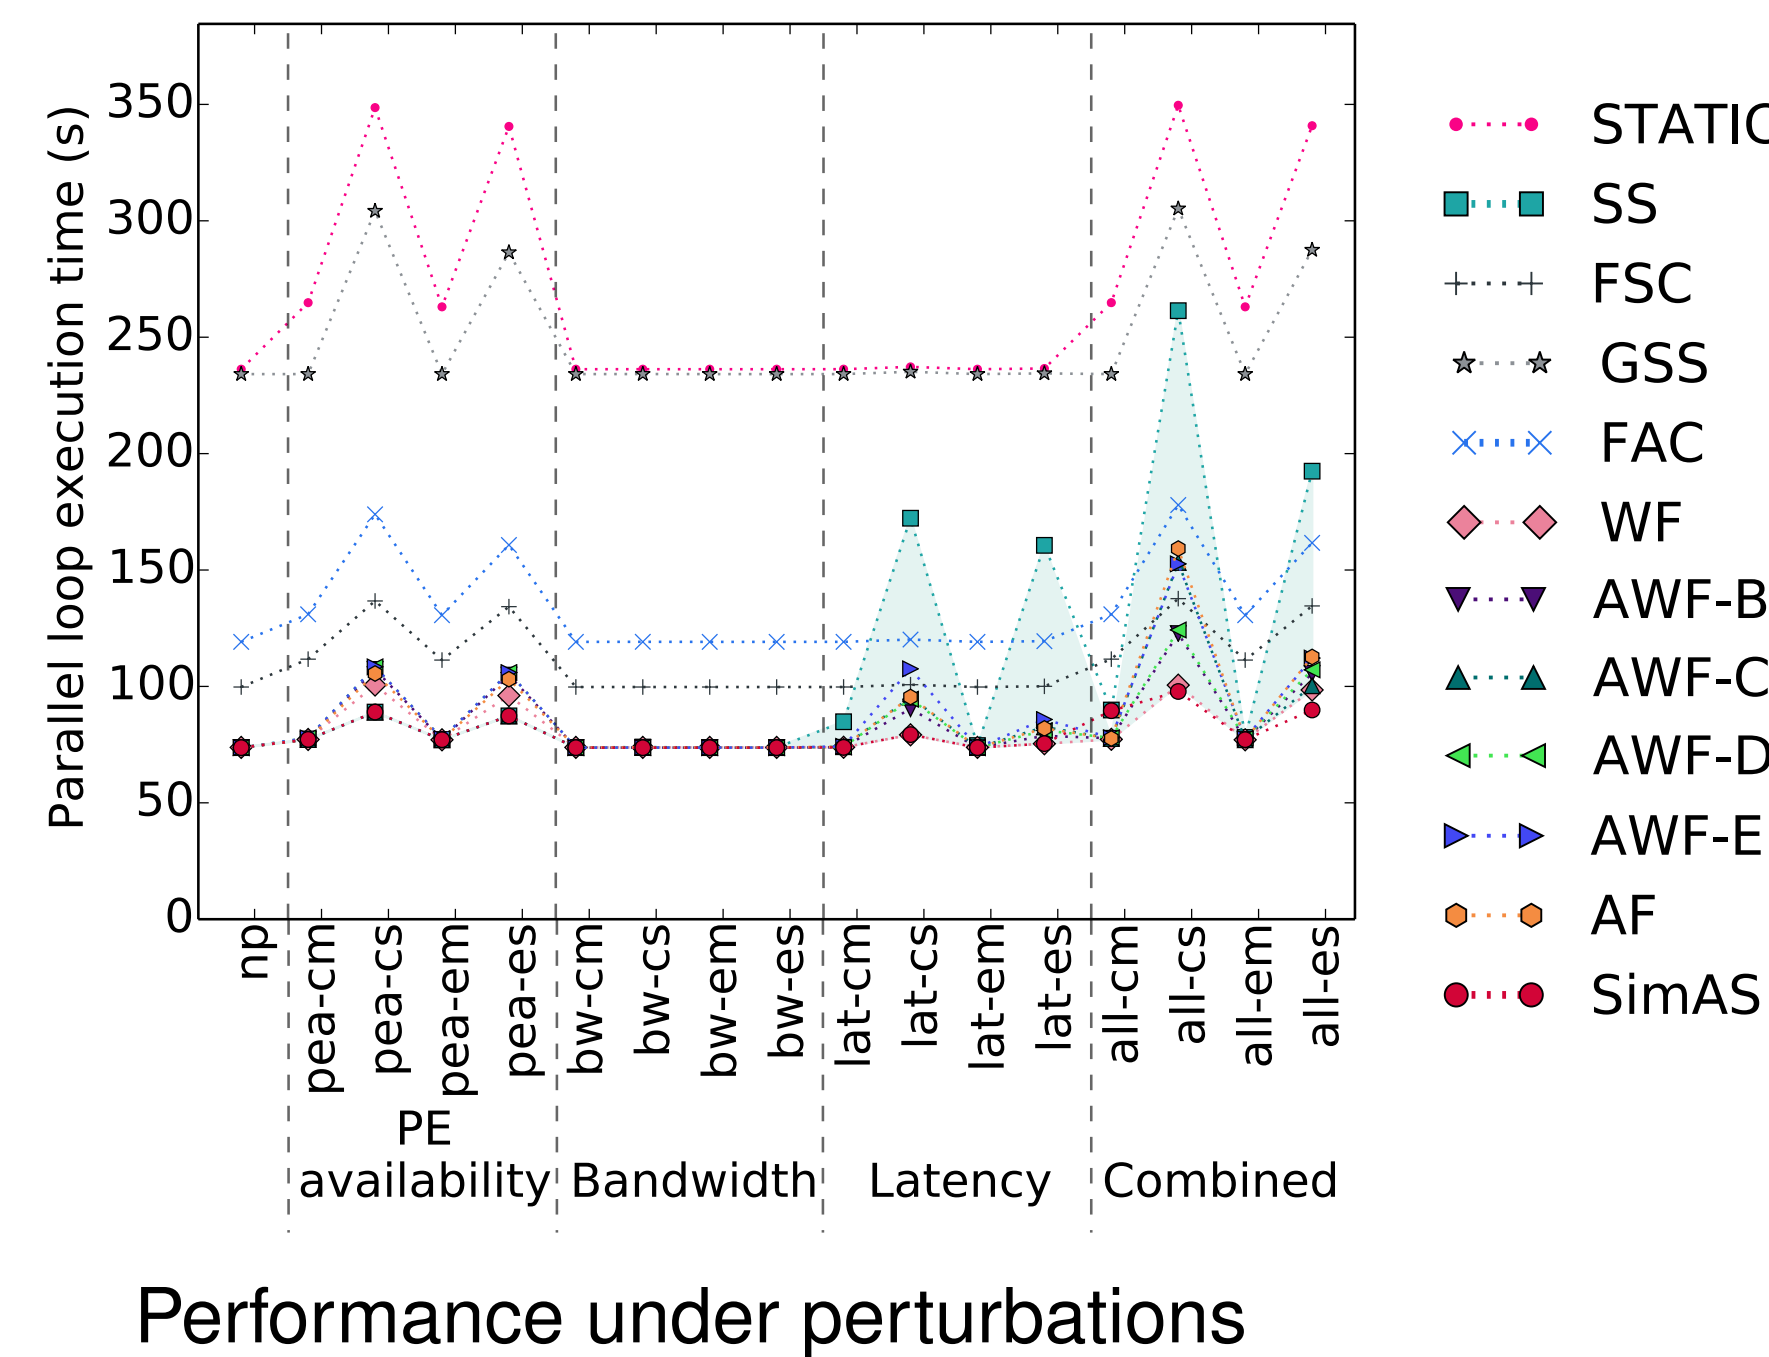 Parallel loop execution time (s)
350
300
250
200
150
100
50
0
np
pea-cm
pea-cs
pea-em
pea-es
bw-cm
bw-cs
bw-em
bw-es
lat-cm
lat-cs
lat-em
lat-es
all-cm
all-cs
all-em
all-es
PE
availability
Bandwidth
Latency
Combined
STATIC
SS
FSC
GSS
FAC
WF
AWF-B
AWF-C
AWF-D
AWF-E
AF
SimAS
Performance under perturbations